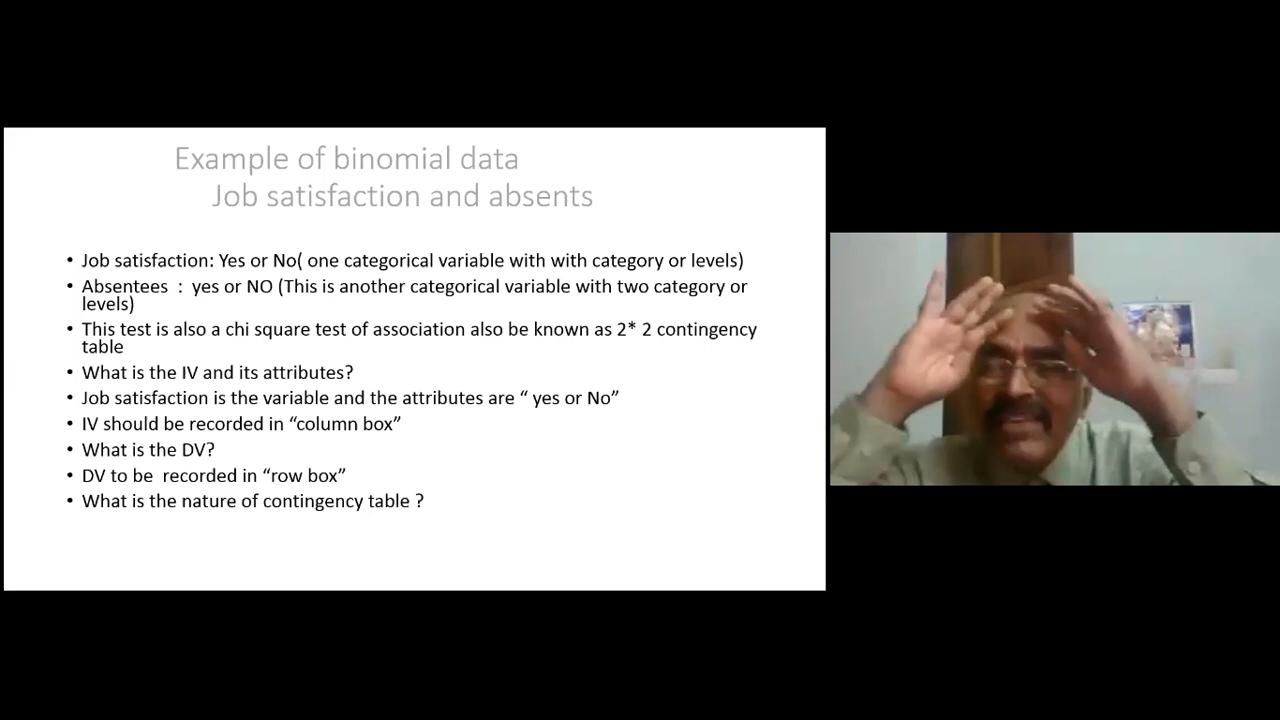 Example of binomial data
Job satisfaction and absents
• Job satisfaction: Yes or No( one categorical variable with with category or levels)
• Absentees : yes or NO (This is another categorical variable with two category or
levels)
• This test is also a chi square test of association also be known as 2* 2 contingency
table
• What is the IV and its attributes?
• Job satisfaction is the variable and the attributes are “ yes or No”
• IV should be recorded in “column box”
• What is the DV?
• DV to be recorded in “row box”
• What is the nature of contingency table ?